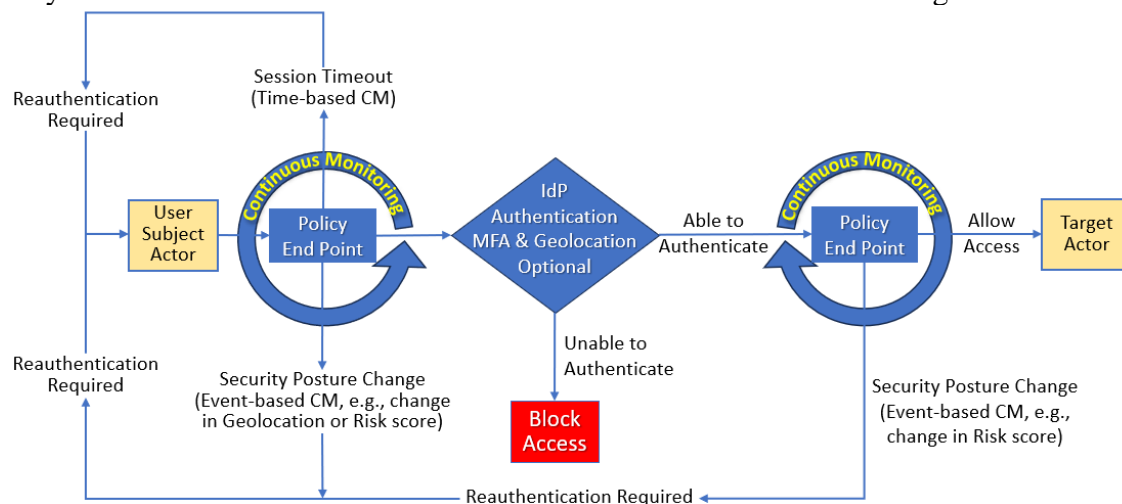 Session Timeout
(Time-based CM)
Reauthentication
Required
Continuous Monitoring
User
Subject
Actor
Policy
End Point
IdP
Authentication
MFA & Geolocation
Optional
Able to
Authenticate
Continuous Monitoring
Policy
End Point
Allow
Access
Target
Actor
Unable to
Authenticate
Block
Access
Reauthentication
Required
Security Posture Change
(Event-based CM, e.g., change
in Geolocation or Risk score)
Security Posture Change
(Event-based CM, e.g.,
change in Risk score)
Reauthentication Required